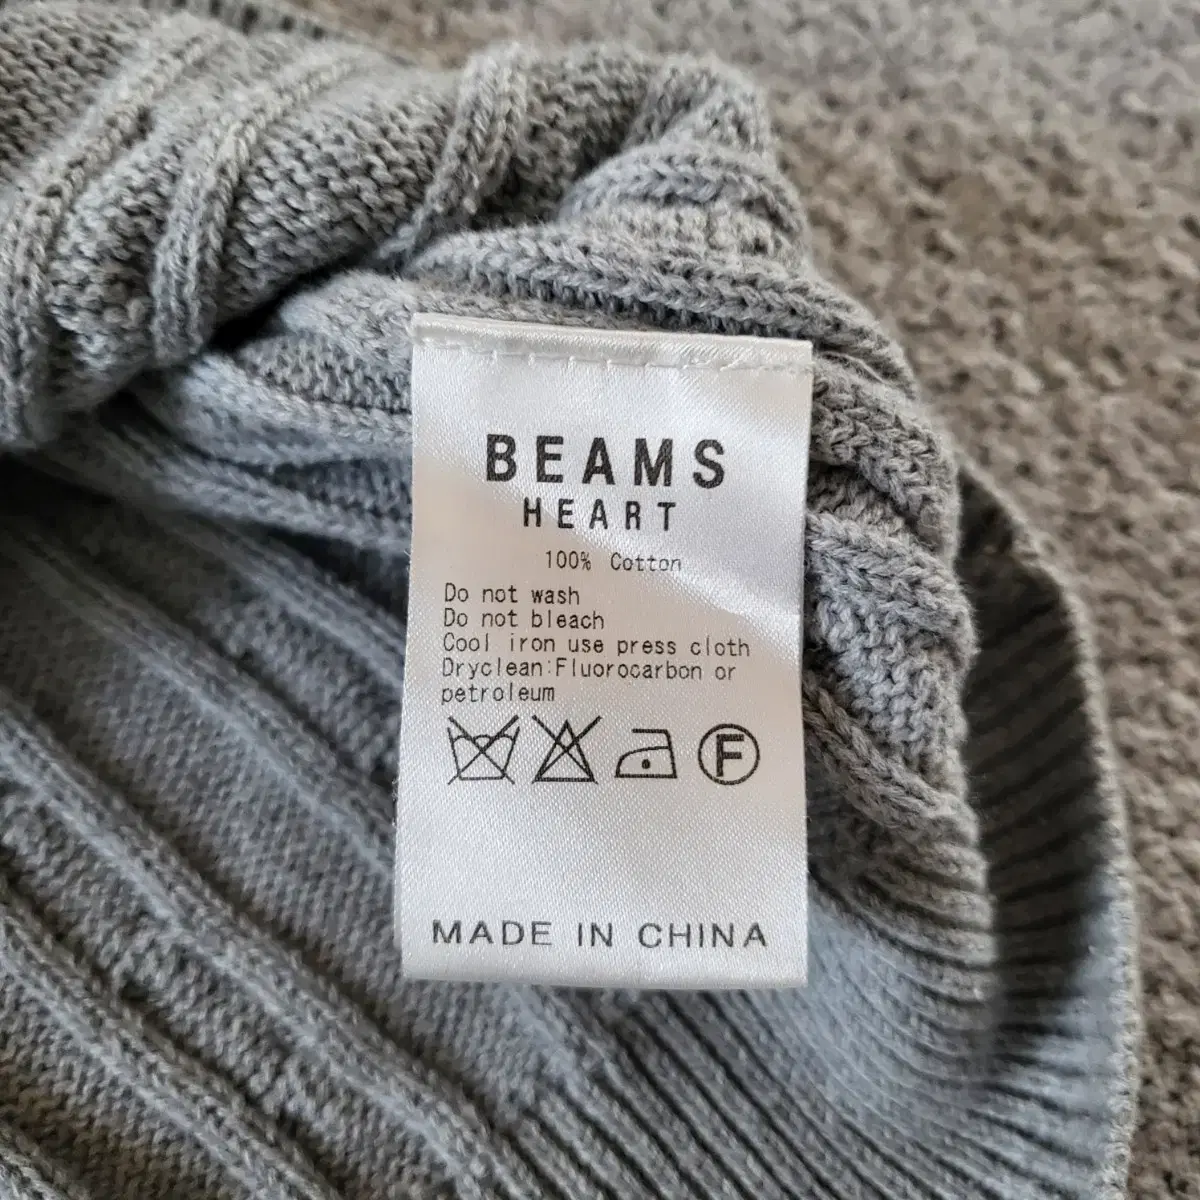 BEAMS
HEART
100% Cotton
Do not wash
Do not bleach
Cool iron use press cloth
Dryclean:Fluorocarbon or
petroleum
F
MADE IN CHINA